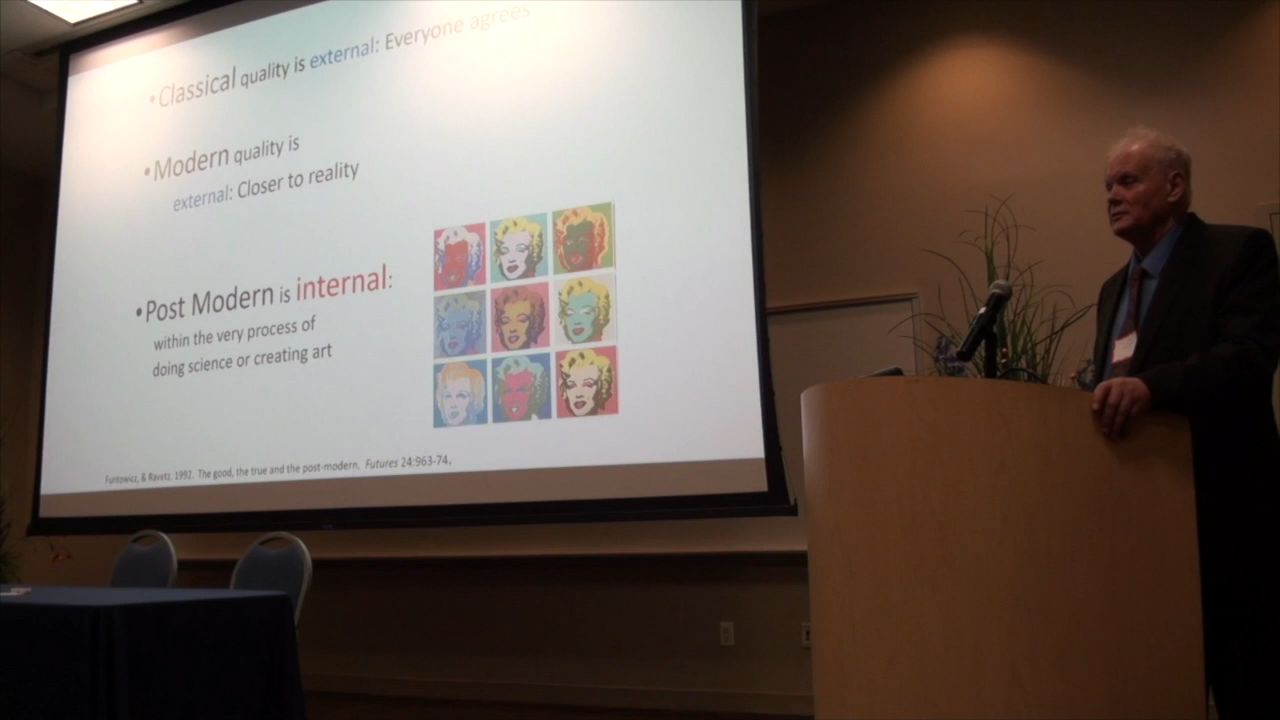 • Classical quality is external: Everyone agrees
• Modern quality is
external: Closer to reality
• Post Modern is internal:
within the very process of
doing science or creating art
Funtowicz, & Ravetz. 1992. The good, the true and the post-modern. Futures 24:963-74.